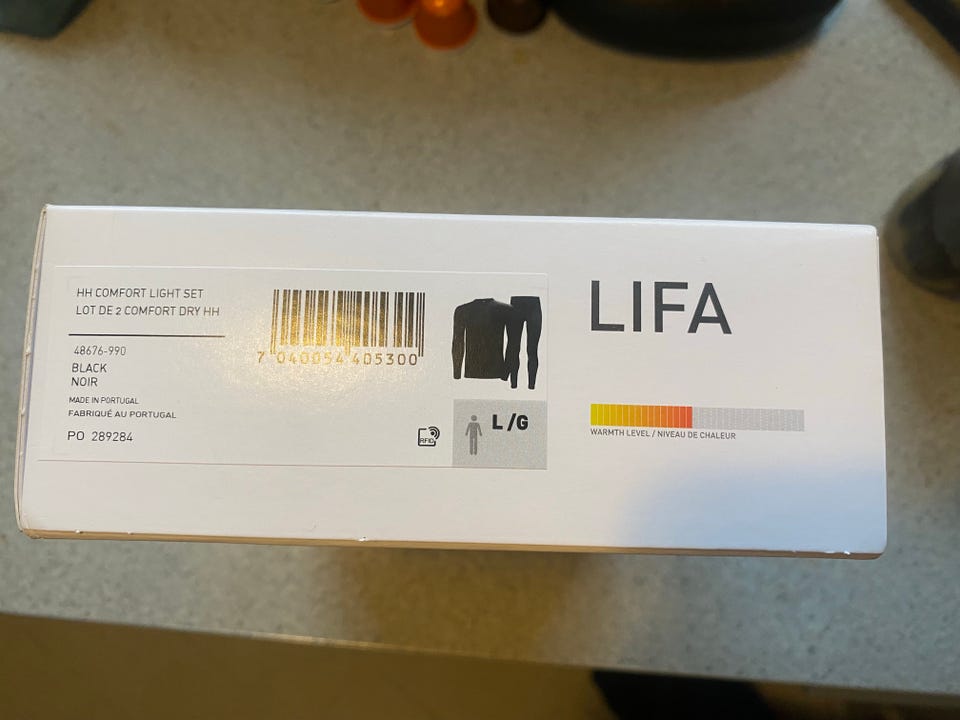 HH COMFORT LIGHT SET
LOT DE 2 COMFORT DRY HH
48676-990
BLACK
NOIR
MADE IN PORTUGAL
FABRIQUÉ AU PORTUGAL
PO 289284
7 040054 405300
RFID
L/G
LIFA
WARMTH LEVEL / NIVEAU DE CHALEUR